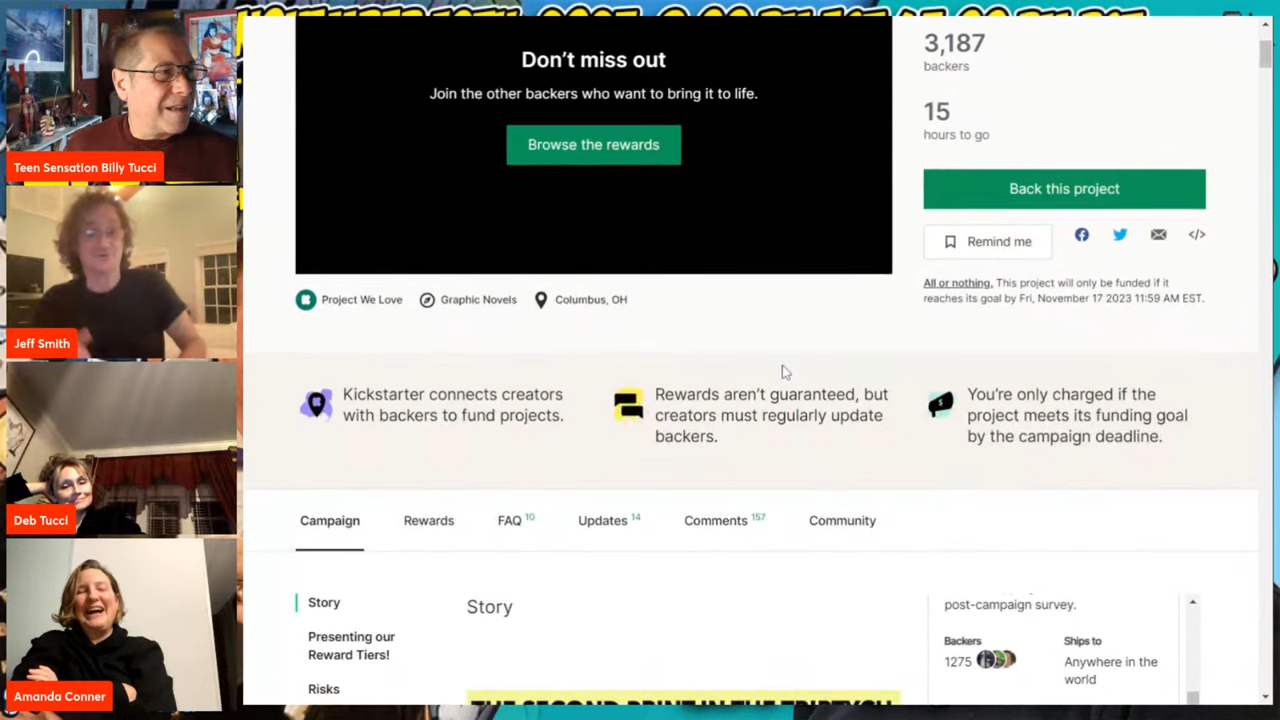 Teen Sensation Billy Tucci
Jeff Smith
Deb Tucci
Amanda Conner
Don't miss out
Join the other backers who want to bring it to life.
Browse the rewards
3,187
backers
15
hours to go
Back this project
Remind me
</>
All or nothing. This project will only be funded if it
reaches its goal by Fri, November 17 2023 11:59 AM EST.
Project We Love
Graphic Novels
Columbus, OH
Kickstarter connects creators
with backers to fund projects.
Rewards aren't guaranteed, but
creators must regularly update
backers.
You're only charged if the
project meets its funding goal
by the campaign deadline.
Campaign
Rewards
FAQ 10
Updates 14
Comments 157
Community
Story
Presenting our
Reward Tiers!
Risks
Story
post-campaign survey.
Backers
1275
Ships to
Anywhere in the
world